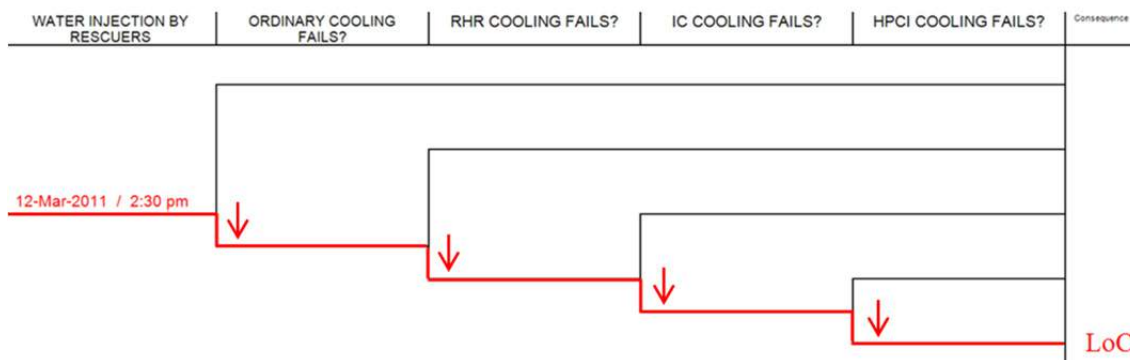 WATER INJECTION BY
RESCUERS
ORDINARY COOLING
FAILS?
RHR COOLING FAILS?
IC COOLING FAILS?
HPCI COOLING FAILS?
Consequence
12-Mar-2011 / 2:30 pm
LoC